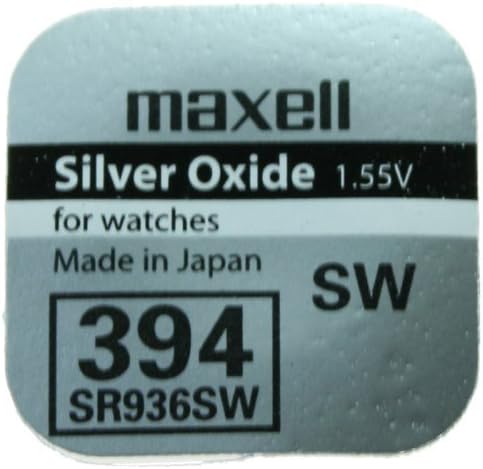 maxell
Silver Oxide 1.55V
for watches
Made in Japan
SW
394
SR936SW